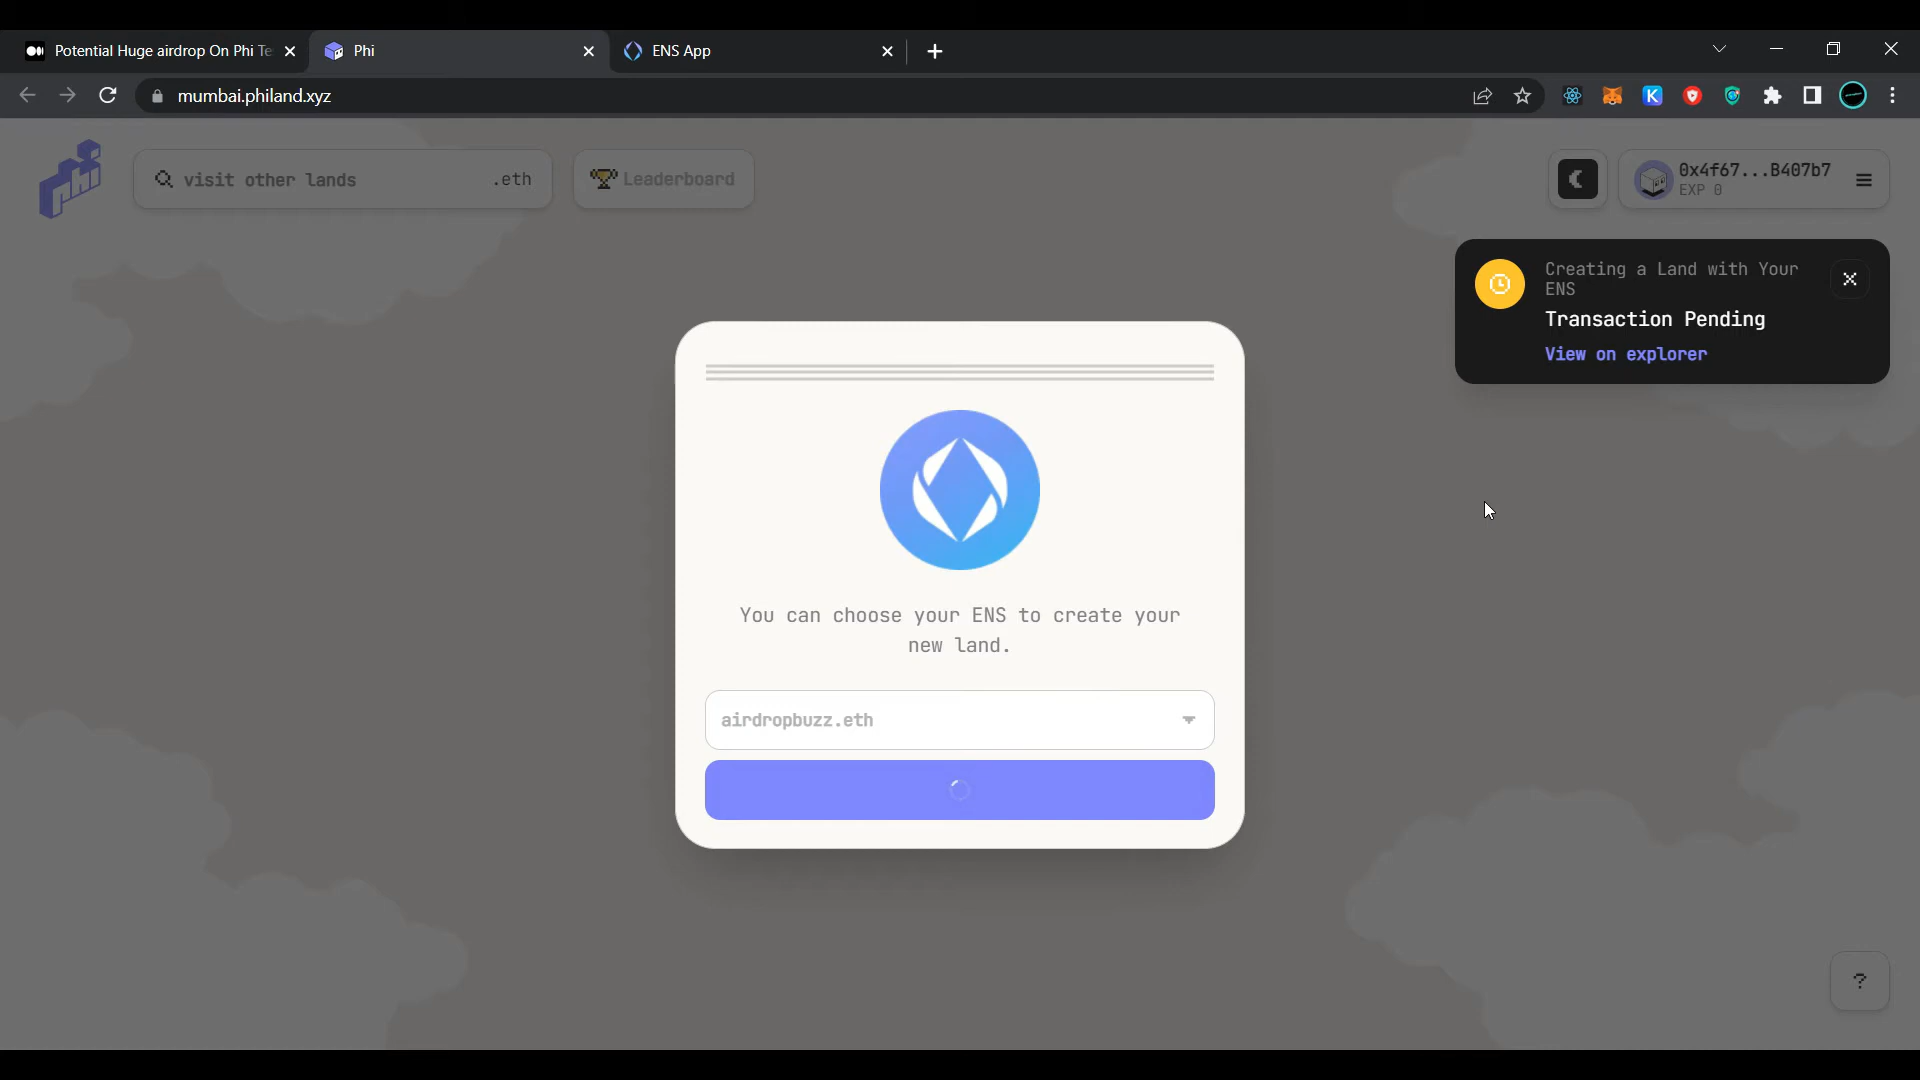 Potential Huge airdrop On Phi Te
Phi
ENS App
mumbai.philand.xyz
visit other lands .eth
Leaderboard
0x4f67...B407b7
EXP 0
Creating a Land with Your
ENS
Transaction Pending
View on explorer
You can choose your ENS to create your
new land.
airdropbuzz.eth
?